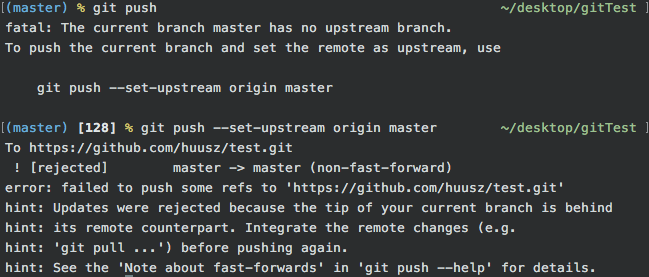 [(master) % git push ~/desktop/gitTest ]
fatal: The current branch master has no upstream branch.
To push the current branch and set the remote as upstream, use
git push --set-upstream origin master
[(master) [128] % git push --set-upstream origin master ~/desktop/gitTest ]
To https://github.com/huusz/test.git
! [rejected] master -> master (non-fast-forward)
error: failed to push some refs to 'https://github.com/huusz/test.git'
hint: Updates were rejected because the tip of your current branch is behind
hint: its remote counterpart. Integrate the remote changes (e.g.
hint: 'git pull ...') before pushing again.
hint: See the 'Note about fast-forwards' in 'git push --help' for details.